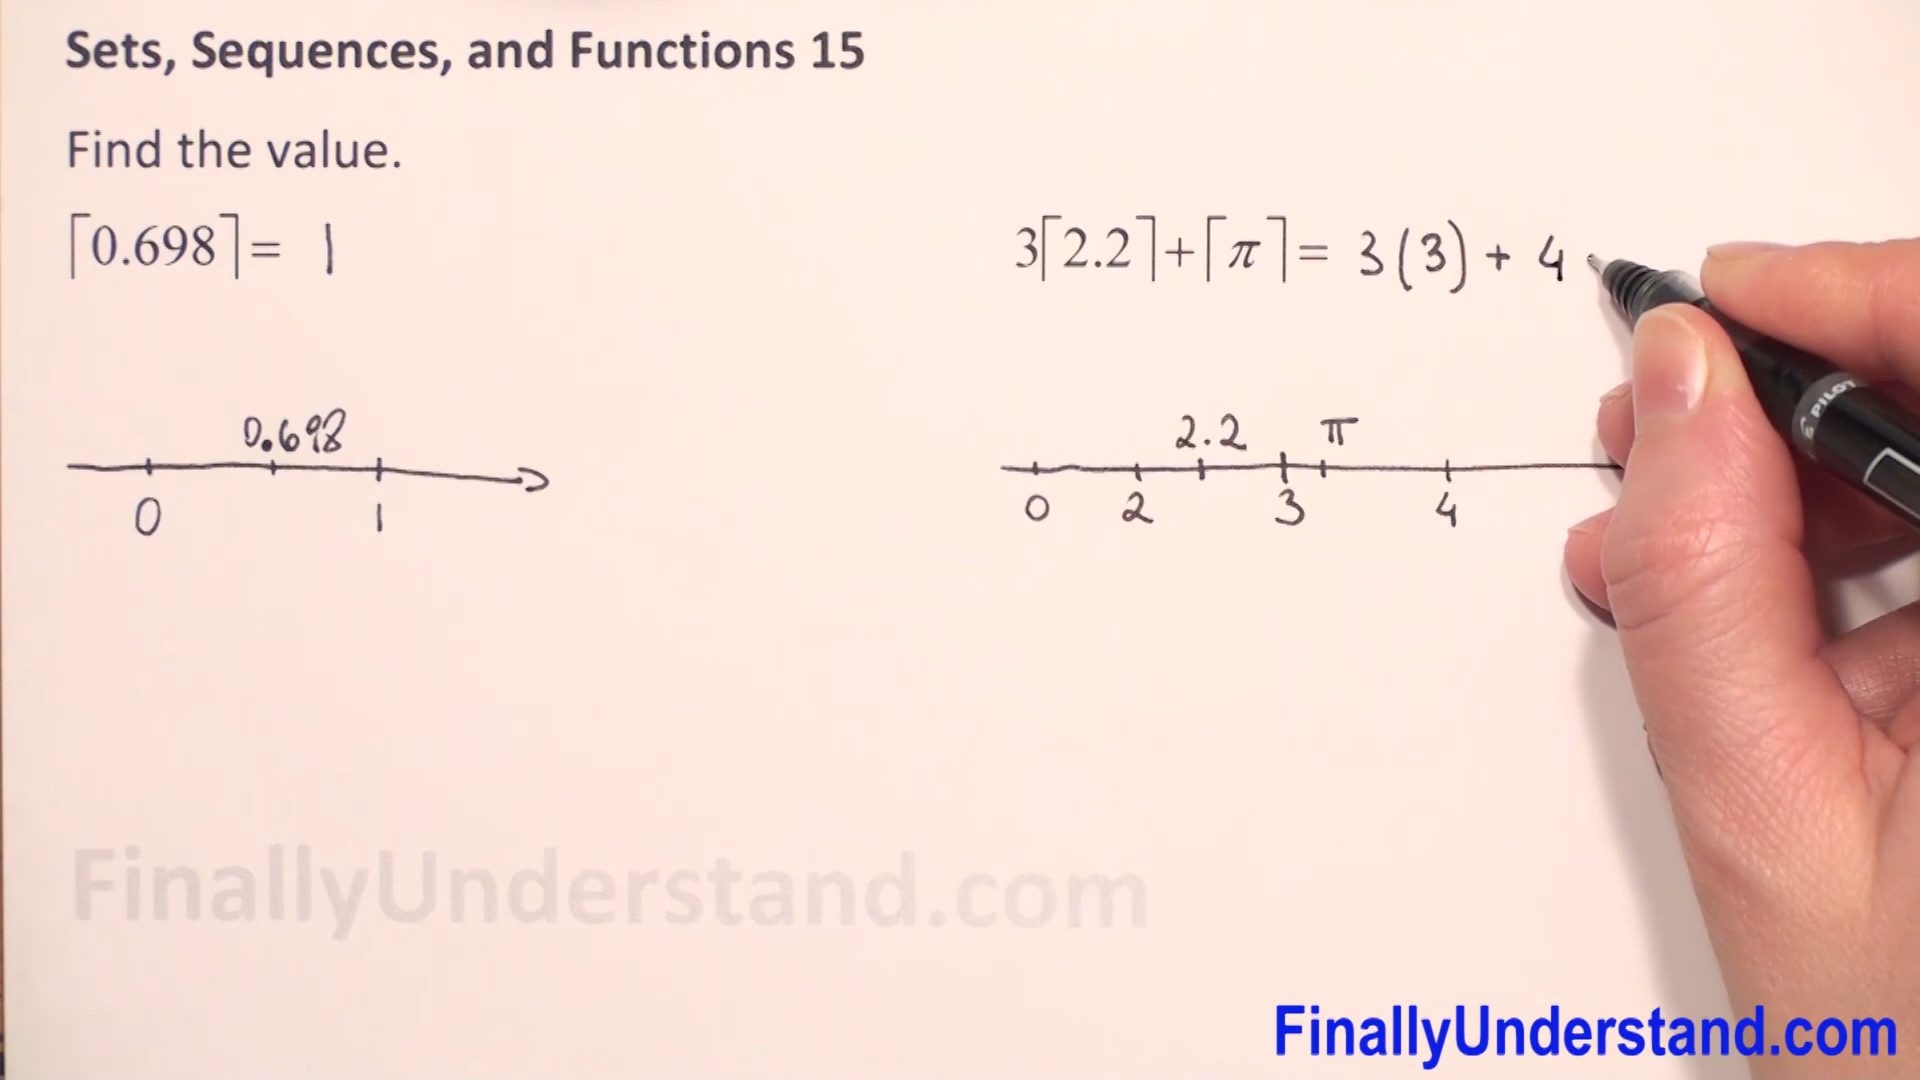 Sets, Sequences, and Functions 15
Find the value.
⌈0.698⌉ = 1
3⌈2.2⌉+⌈π⌉ = 3(3) + 4
0.698
0 1
2.2 π
0 2 3 4
PILOT
FinallyUnderstand.com
FinallyUnderstand.com